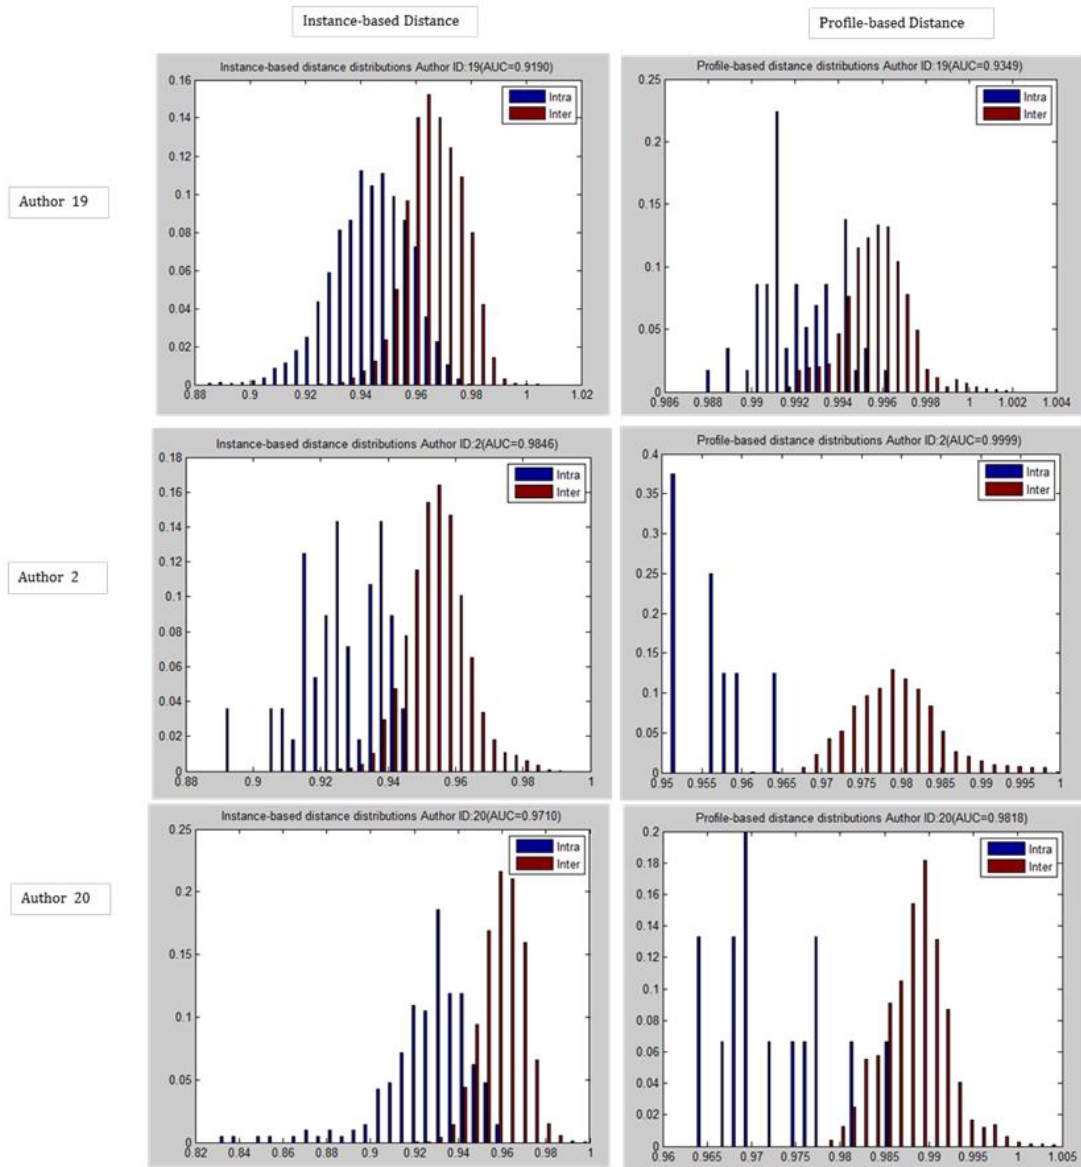 Instance-based Distance
Profile-based Distance
Author 19
Instance-based distance distributions Author ID:19(AUC=0.9190)
Intra
Inter
0.16
0.14
0.12
0.1
0.08
0.06
0.04
0.02
0
0.88 0.9 0.92 0.94 0.96 0.98 1 1.02
Profile-based distance distributions Author ID:19(AUC=0.9349)
Intra
Inter
0.25
0.2
0.15
0.1
0.05
0
0.986 0.988 0.99 0.992 0.994 0.996 0.998 1 1.002 1.004
Author 2
Instance-based distance distributions Author ID:2(AUC=0.9846)
Intra
Inter
0.18
0.16
0.14
0.12
0.1
0.08
0.06
0.04
0.02
0
0.88 0.9 0.92 0.94 0.96 0.98 1
Profile-based distance distributions Author ID:2(AUC=0.9999)
Intra
Inter
0.4
0.35
0.3
0.25
0.2
0.15
0.1
0.05
0
0.95 0.955 0.96 0.965 0.97 0.975 0.98 0.985 0.99 0.995 1
Author 20
Instance-based distance distributions Author ID:20(AUC=0.9710)
Intra
Inter
0.25
0.2
0.15
0.1
0.05
0
0.82 0.84 0.86 0.88 0.9 0.92 0.94 0.96 0.98 1
Profile-based distance distributions Author ID:20(AUC=0.9818)
Intra
Inter
0.2
0.18
0.16
0.14
0.12
0.1
0.08
0.06
0.04
0.02
0
0.96 0.965 0.97 0.975 0.98 0.985 0.99 0.995 1 1.005